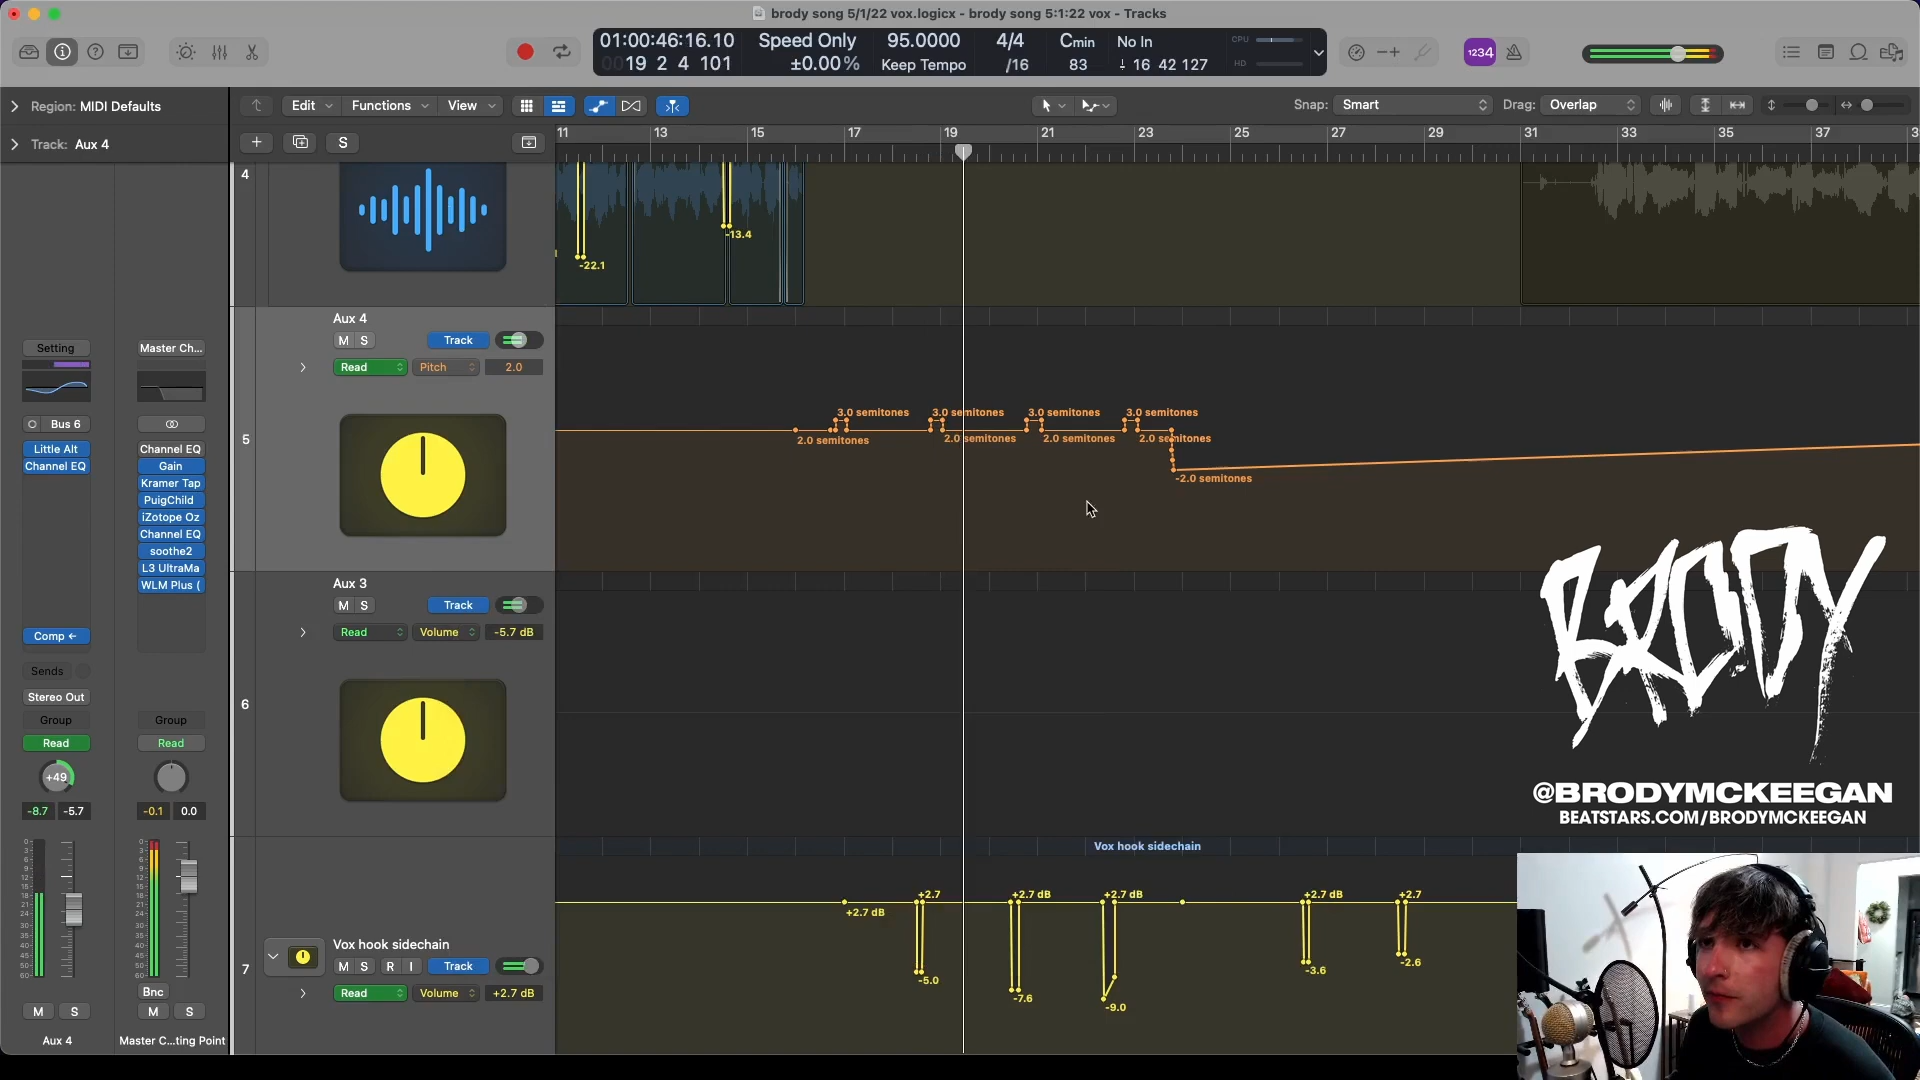 brody song 5/1/22 vox.logicx - brody song 5:1:22 vox - Tracks
01:00:46:16.10
Speed Only
95.0000
4/4
Cmin
No In
CPU
0019 2 4 101
±0.00%
Keep Tempo
/16
83
16 42 127
HD
1234
Region: MIDI Defaults
Edit
Functions
View
Snap:
Smart
Drag:
Overlap
Track: Aux 4
S
11
13
15
17
19
21
23
25
27
29
31
33
35
37
4
-22.1
-13.4
Aux 4
M S
Track
Read
Pitch
2.0
5
3.0 semitones
3.0 semitones
3.0 semitones
3.0 semitones
2.0 semitones
2.0 semitones
2.0 semitones
2.0 semitones
-2.0 semitones
Aux 3
M S
Track
Read
Volume
-5.7 dB
6
Vox hook sidechain
+2.7
+2.7 dB
+2.7 dB
+2.7 dB
+2.7
+2.7 dB
-5.0
-7.6
-9.0
-3.6
-2.6
Vox hook sidechain
M S R I
Track
7
Read
Volume
+2.7 dB
Setting
Master Ch...
Bus 6
Little Alt
Channel EQ
Channel EQ
Gain
Kramer Tap
PuigChild
iZotope Oz
Channel EQ
soothe2
L3 UltraMa
WLM Plus (
Comp
Sends
Stereo Out
Group
Group
Read
Read
+49
-8.7
-5.7
-0.1
0.0
Bnc
M S
M S
Aux 4
Master C...ting Point
BRODY
@BRODYMCKEEGAN
BEATSTARS.COM/BRODYMCKEEGAN